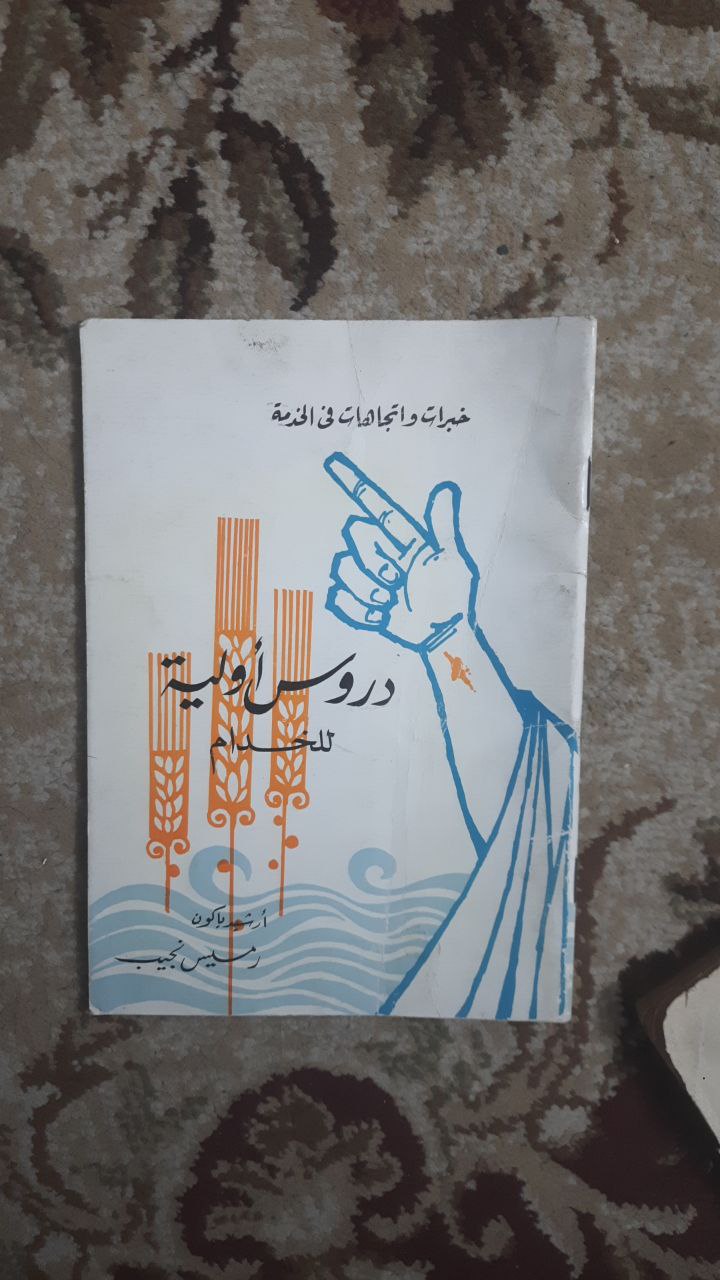 خبرات واتجاهات فى الخدمة
دروس أولية
للخدام
أرشيدياكون
رمسيس نجيب